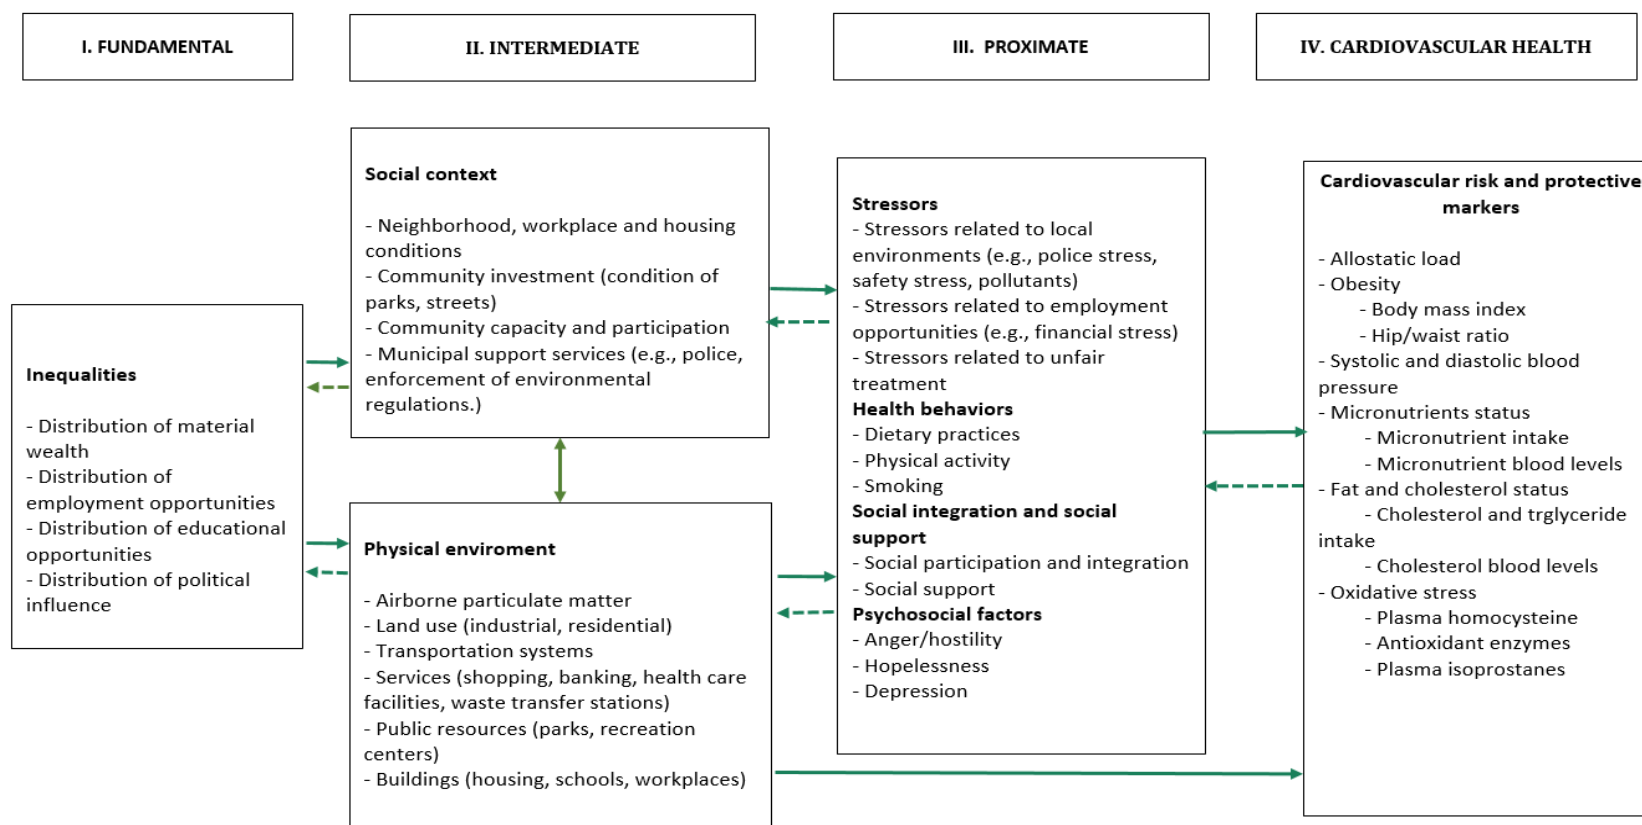 I. FUNDAMENTAL
II. INTERMEDIATE
III. PROXIMATE
IV. CARDIOVASCULAR HEALTH
Inequalities
- Distribution of material
wealth
- Distribution of
employment opportunities
- Distribution of educational
opportunities
- Distribution of political
influence
Social context
- Neighborhood, workplace and housing
conditions
- Community investment (condition of
parks, streets)
- Community capacity and participation
- Municipal support services (e.g., police,
enforcement of environmental
regulations.)
Physical enviroment
- Airborne particulate matter
- Land use (industrial, residential)
- Transportation systems
- Services (shopping, banking, health care
facilities, waste transfer stations)
- Public resources (parks, recreation
centers)
- Buildings (housing, schools, workplaces)
Stressors
- Stressors related to local
environments (e.g., police stress,
safety stress, pollutants)
- Stressors related to employment
opportunities (e.g., financial stress)
- Stressors related to unfair
treatment
Health behaviors
- Dietary practices
- Physical activity
- Smoking
Social integration and social
support
- Social participation and integration
- Social support
Psychosocial factors
- Anger/hostility
- Hopelessness
- Depression
Cardiovascular risk and protective
markers
- Allostatic load
- Obesity
- Body mass index
- Hip/waist ratio
- Systolic and diastolic blood
pressure
- Micronutrients status
- Micronutrient intake
- Micronutrient blood levels
- Fat and cholesterol status
- Cholesterol and trglyceride
intake
- Cholesterol blood levels
- Oxidative stress
- Plasma homocysteine
- Antioxidant enzymes
- Plasma isoprostanes